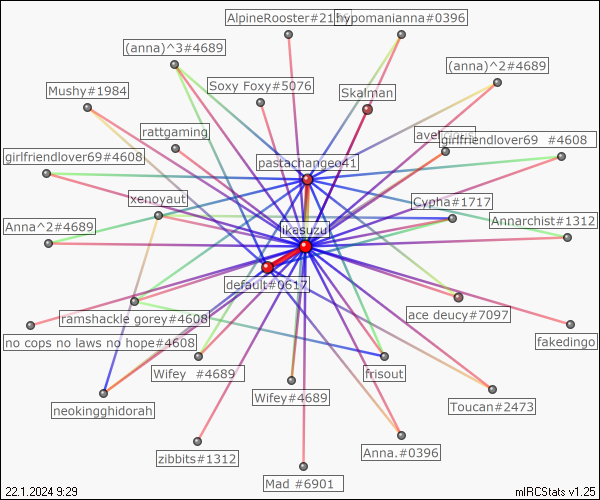 AlpineRooster#21
hypomanianna#0396
(anna)^3#4689
(anna)^2#4689
Mushy#1984
Soxy Foxy#5076
Skalman
rattgaming
girlfriendlover69 #4608
girlfriendlover69#4608
pastachangeo41
xenoyaut
Cypha#1717
Anna^2#4689
Annarchist#1312
likasuzu
default#0617
ramshackle gorey#4608
ace deucy#7097
no cops no laws no hope#4608
fakedingo
Wifey #4689
frisout
Wifey#4689
Toucan#2473
neokingghidorah
zibbits#1312
Anna.#0396
Mad #6901
22.1.2024 9:29
mIRCStats v1.25